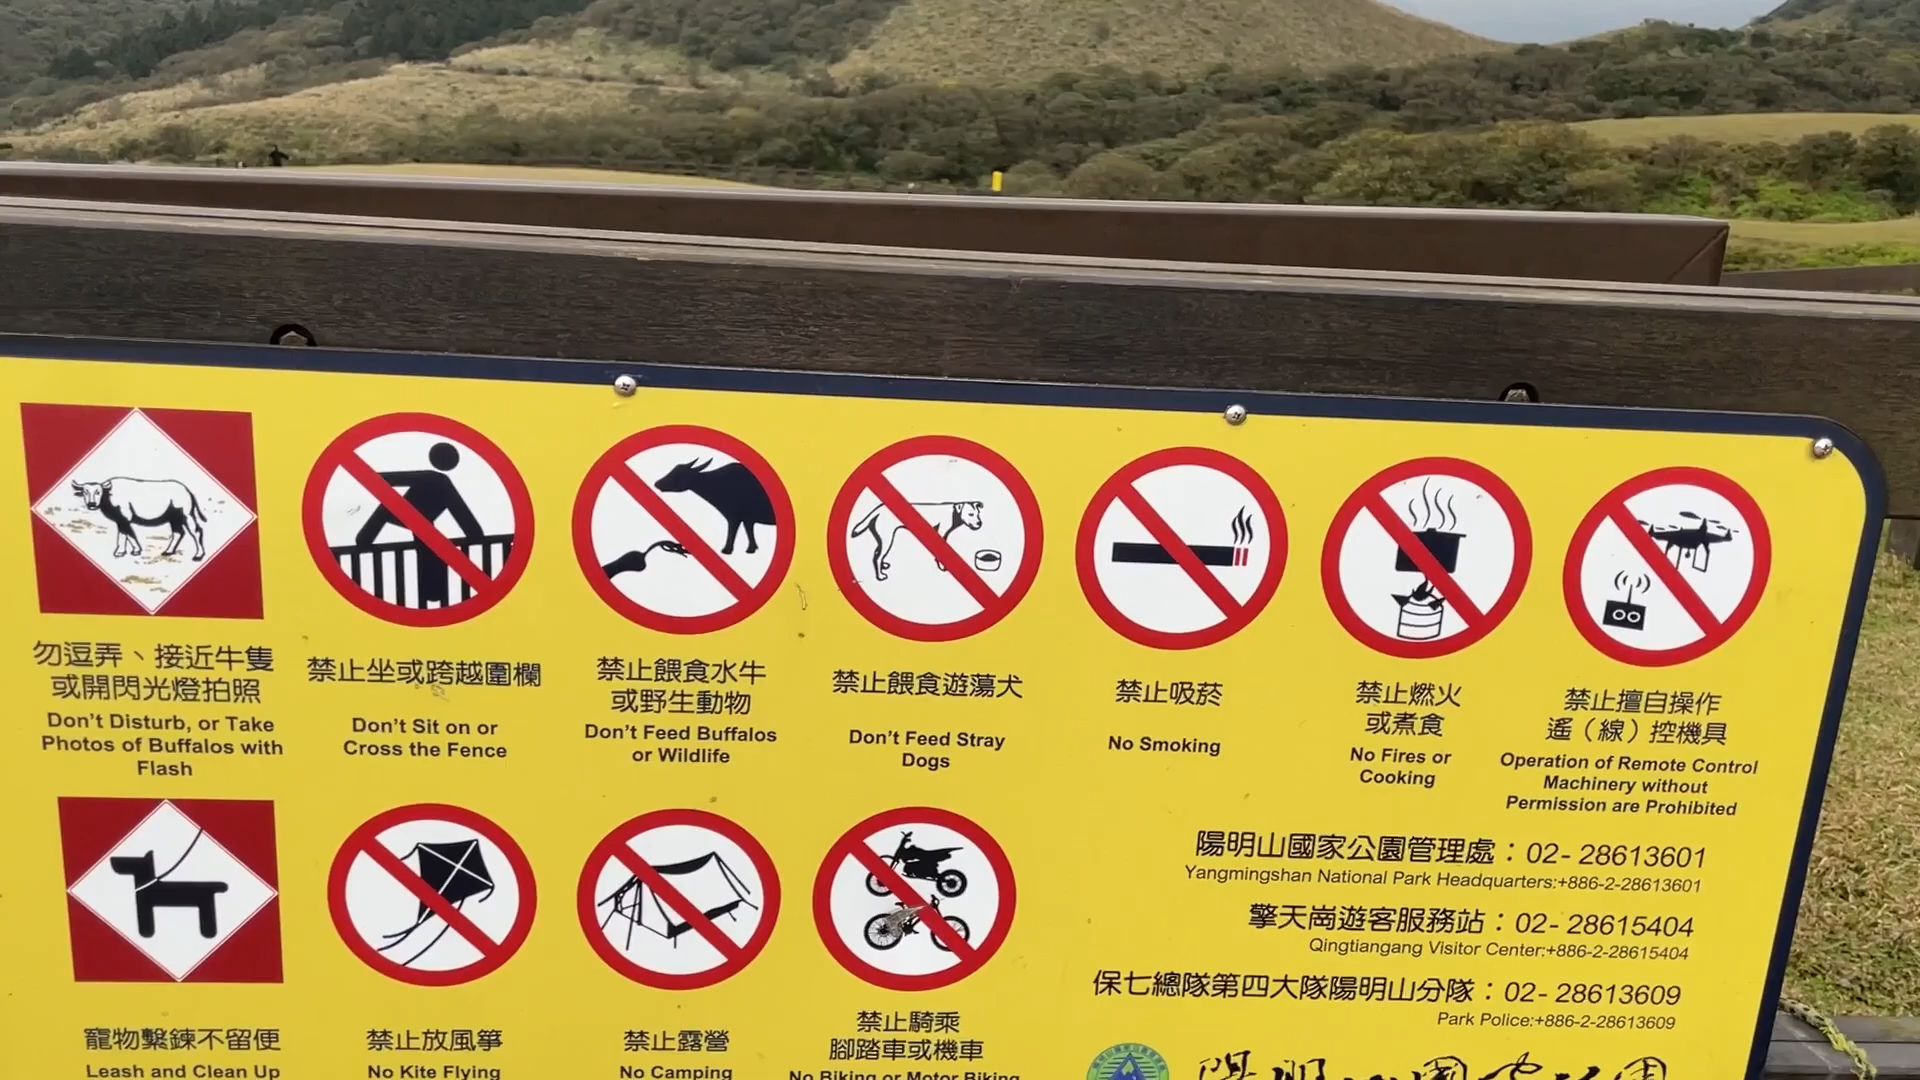 勿逗弄、接近牛隻
或開閃光燈拍照
Don't Disturb, or Take
Photos of Buffalos with
Flash
禁止坐或跨越圍欄
Don't Sit on or
Cross the Fence
禁止餵食水牛
或野生動物
Don't Feed Buffalos
or Wildlife
禁止餵食遊蕩犬
Don't Feed Stray
Dogs
禁止吸菸
No Smoking
禁止燃火
或煮食
No Fires or
Cooking
禁止擅自操作
遙（線）控機具
Operation of Remote Control
Machinery without
Permission are Prohibited
寵物繫鍊不留便
Leash and Clean Up
禁止放風箏
No Kite Flying
禁止露營
No Camping
禁止騎乘
腳踏車或機車
No Biking or Motor Biking
陽明山國家公園管理處：02- 28613601
Yangmingshan National Park Headquarters:+886-2-28613601
擎天崗遊客服務站：02- 28615404
Qingtiangang Visitor Center:+886-2-28615404
保七總隊第四大隊陽明山分隊：02- 28613609
Park Police:+886-2-28613609
陽明山國家公園